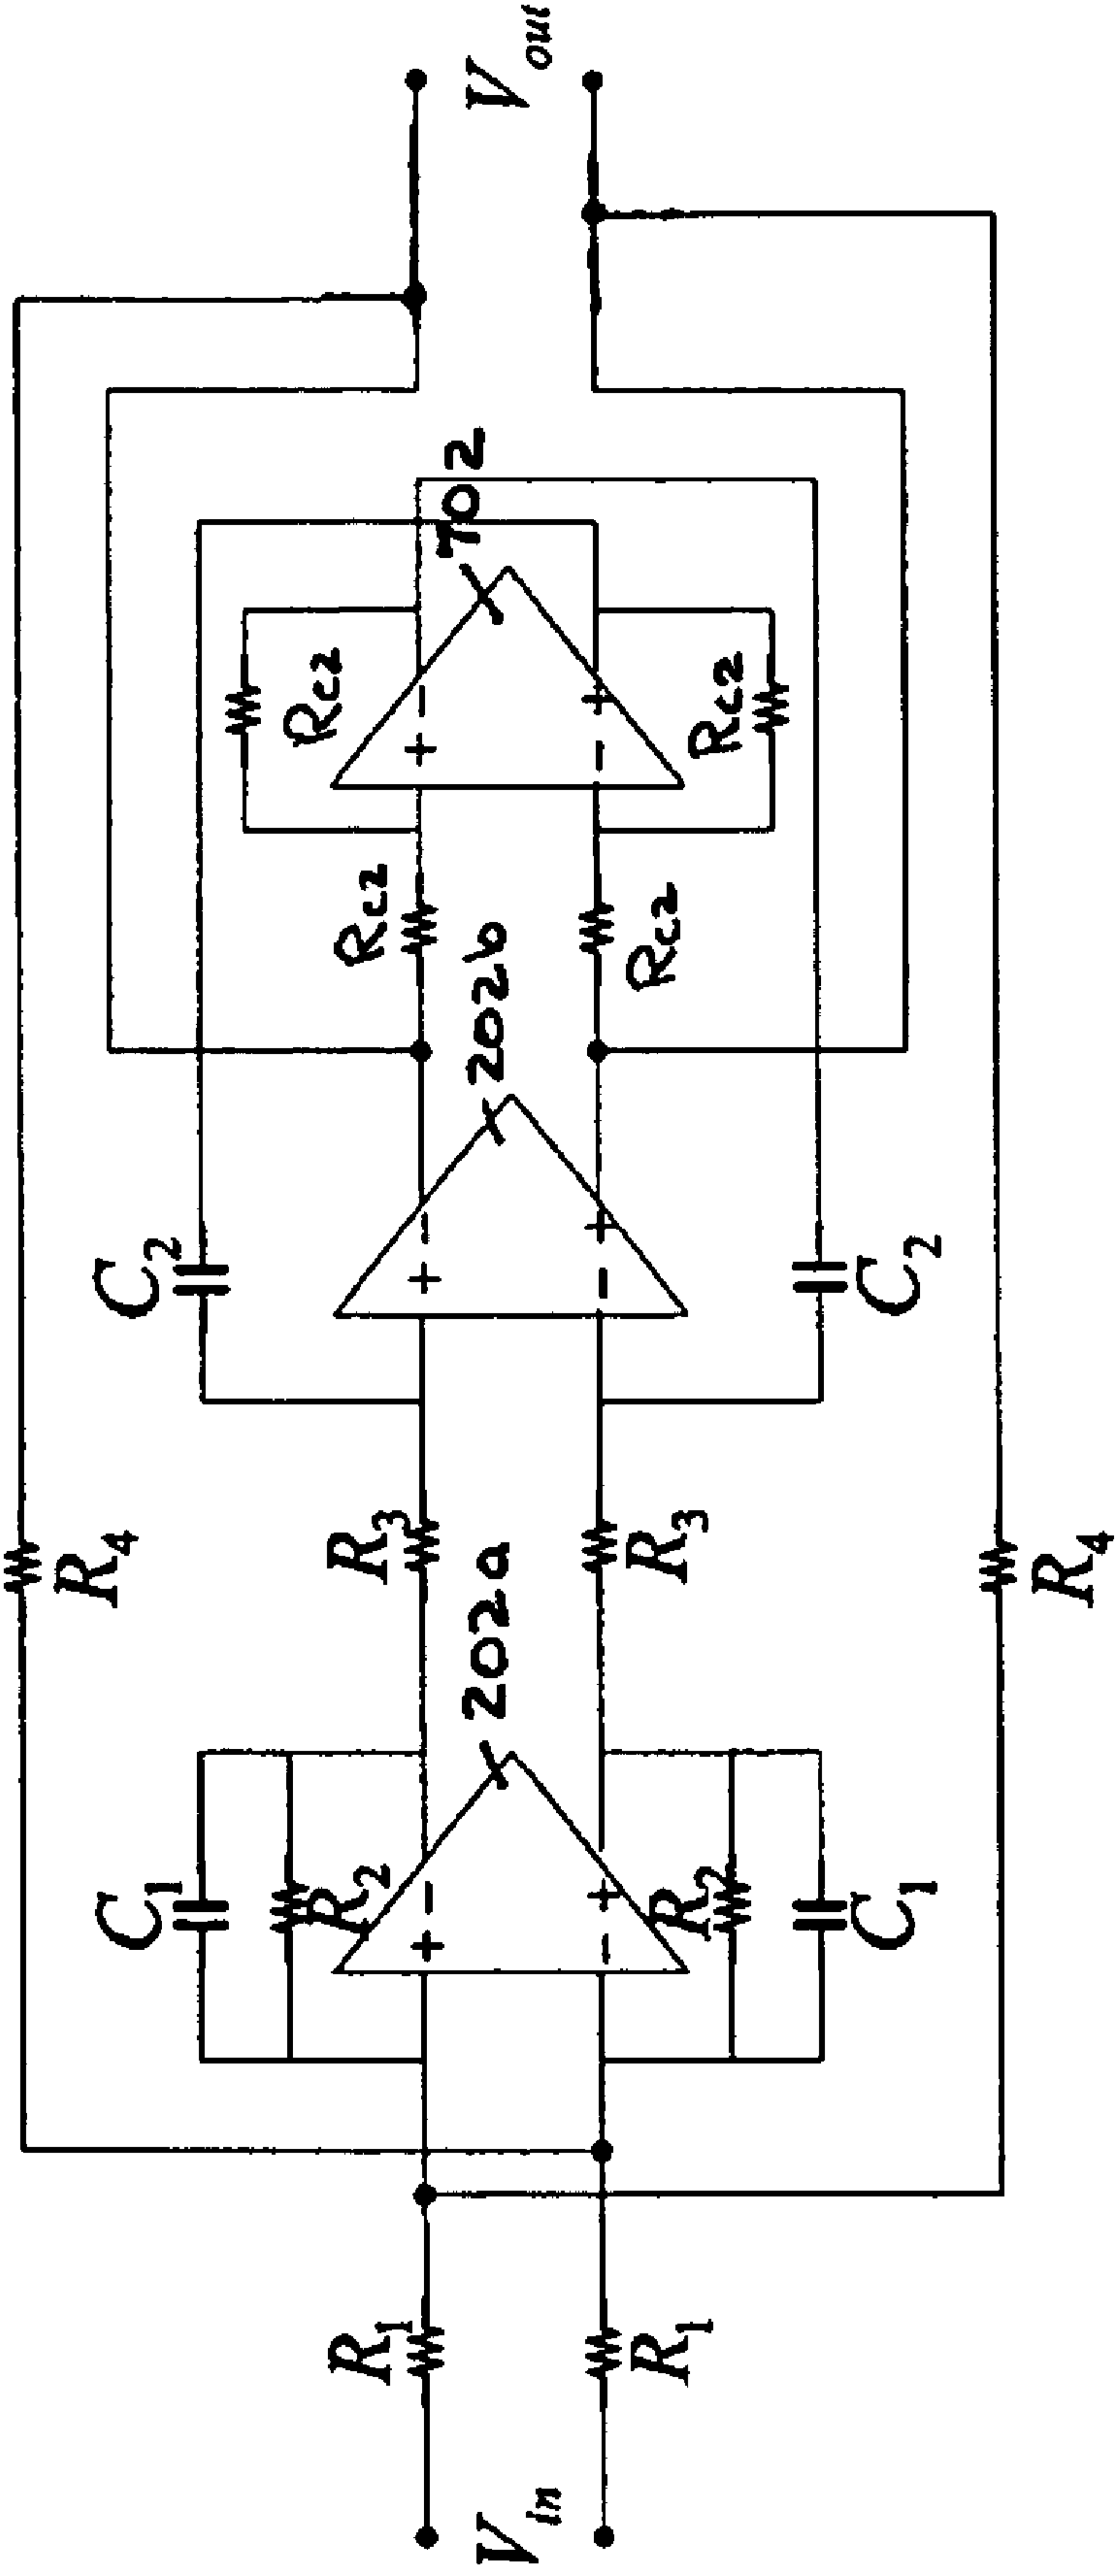 V_out
702
R_C2
R_C2
R_C2
R_C2
202b
C_2
C_2
R_4
R_3
R_3
R_4
202a
C_1
R_2
R_2
C_1
R_1
R_1
V_in
+ -
- +
+ -
- +
+ -
- +